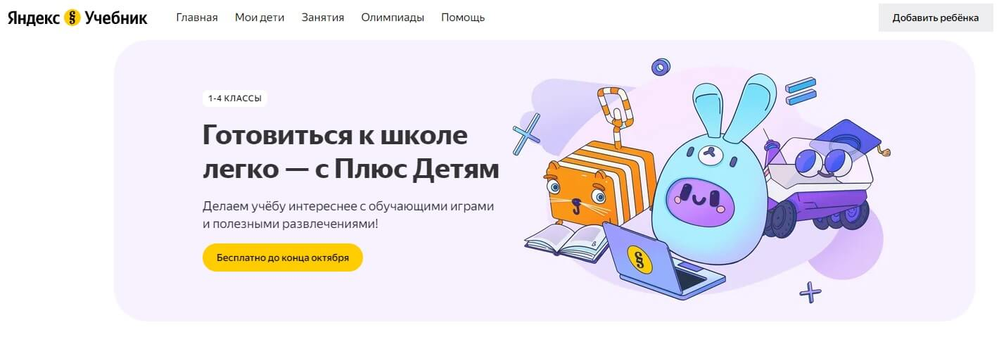 Яндекс Учебник
Главная
Мои дети
Занятия
Олимпиады
Помощь
Добавить ребёнка
1-4 КЛАССЫ
Готовиться к школе
легко — с Плюс Детям
Делаем учёбу интереснее с обучающими играми
и полезными развлечениями!
Бесплатно до конца октября